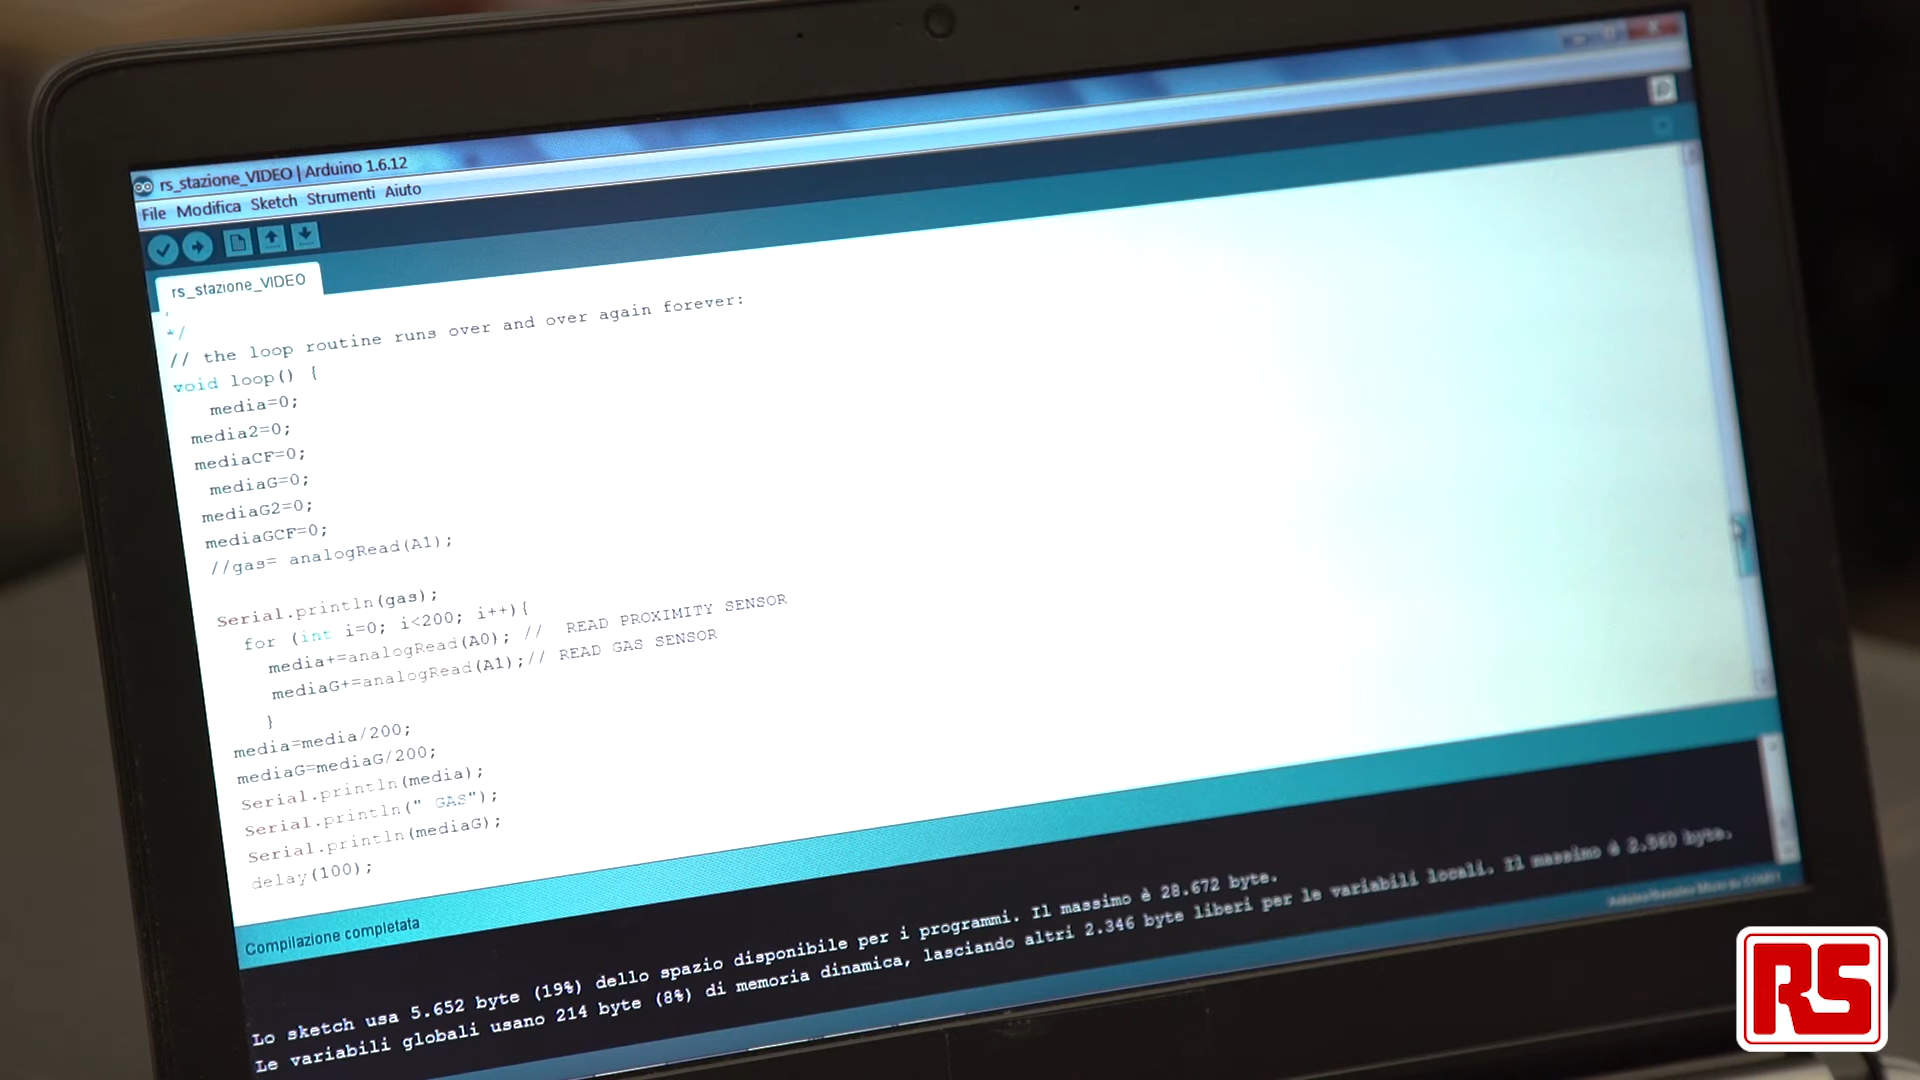 rs_stazione_VIDEO | Arduino 1.6.12
File Modifica Sketch Strumenti Aiuto
rs_stazione_VIDEO
*/
// the loop routine runs over and over again forever:
void loop() {
media=0;
media2=0;
mediaCF=0;
mediaG=0;
mediaG2=0;
mediaGCF=0;
//gas= analogRead(A1);
Serial.println(gas);
for (int i=0; i<200; i++){
media+=analogRead(A0); // READ PROXIMITY SENSOR
mediaG+=analogRead(A1);// READ GAS SENSOR
}
media=media/200;
mediaG=mediaG/200;
Serial.println(media);
Serial.println(" GAS");
Serial.println(mediaG);
delay(100);
Compilazione completata
Lo sketch usa 5.652 byte (19%) dello spazio disponibile per i programmi. Il massimo è 28.672 byte.
Le variabili globali usano 214 byte (8%) di memoria dinamica, lasciando altri 2.346 byte liberi per le variabili locali. Il massimo è 2.560 byte.
RS